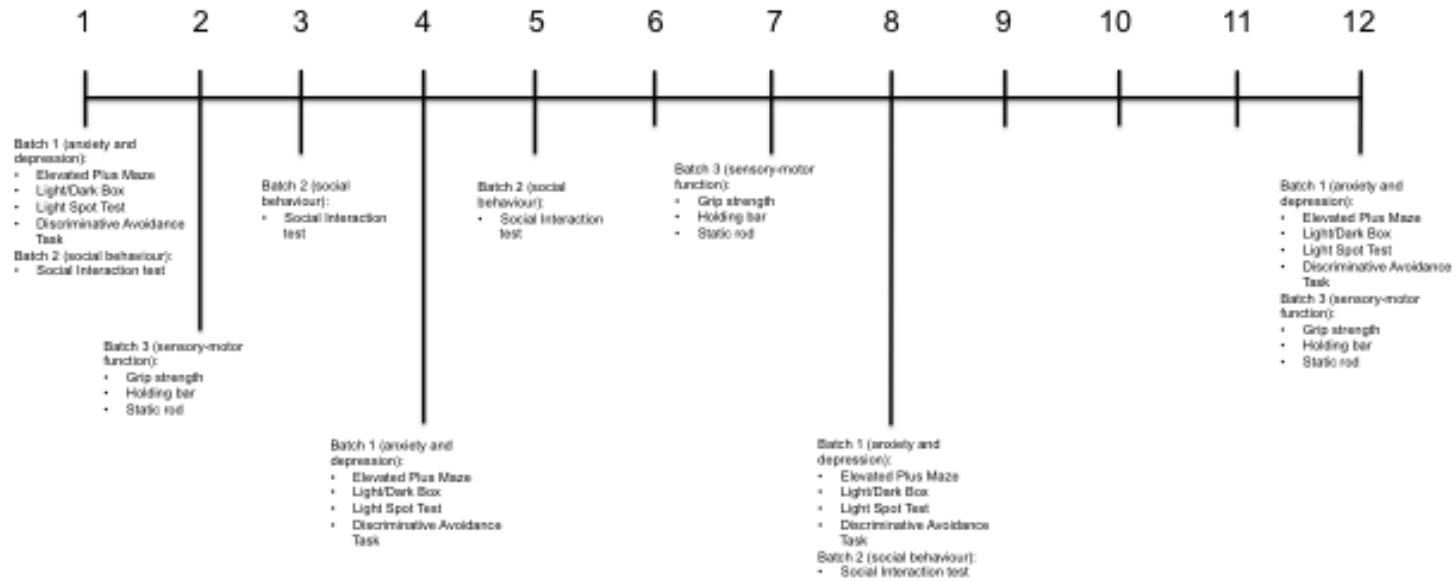 1 2 3 4 5 6 7 8 9 10 11 12
Batch 1 (anxiety and
depression):
• Elevated Plus Maze
• Light/Dark Box
• Light Spot Test
• Discriminative Avoidance
Task
Batch 2 (social behaviour):
• Social Interaction test
Batch 3 (sensory-motor
function):
• Grip strength
• Holding bar
• Static rod
Batch 2 (social
behaviour):
• Social Interaction
test
Batch 1 (anxiety and
depression):
• Elevated Plus Maze
• Light/Dark Box
• Light Spot Test
• Discriminative Avoidance
Task
Batch 2 (social
behaviour):
• Social Interaction
test
Batch 3 (sensory-motor
function):
• Grip strength
• Holding bar
• Static rod
Batch 1 (anxiety and
depression):
• Elevated Plus Maze
• Light/Dark Box
• Light Spot Test
• Discriminative Avoidance
Task
Batch 2 (social behaviour):
• Social Interaction test
Batch 1 (anxiety and
depression):
• Elevated Plus Maze
• Light/Dark Box
• Light Spot Test
• Discriminative Avoidance
Task
Batch 3 (sensory-motor
function):
• Grip strength
• Holding bar
• Static rod